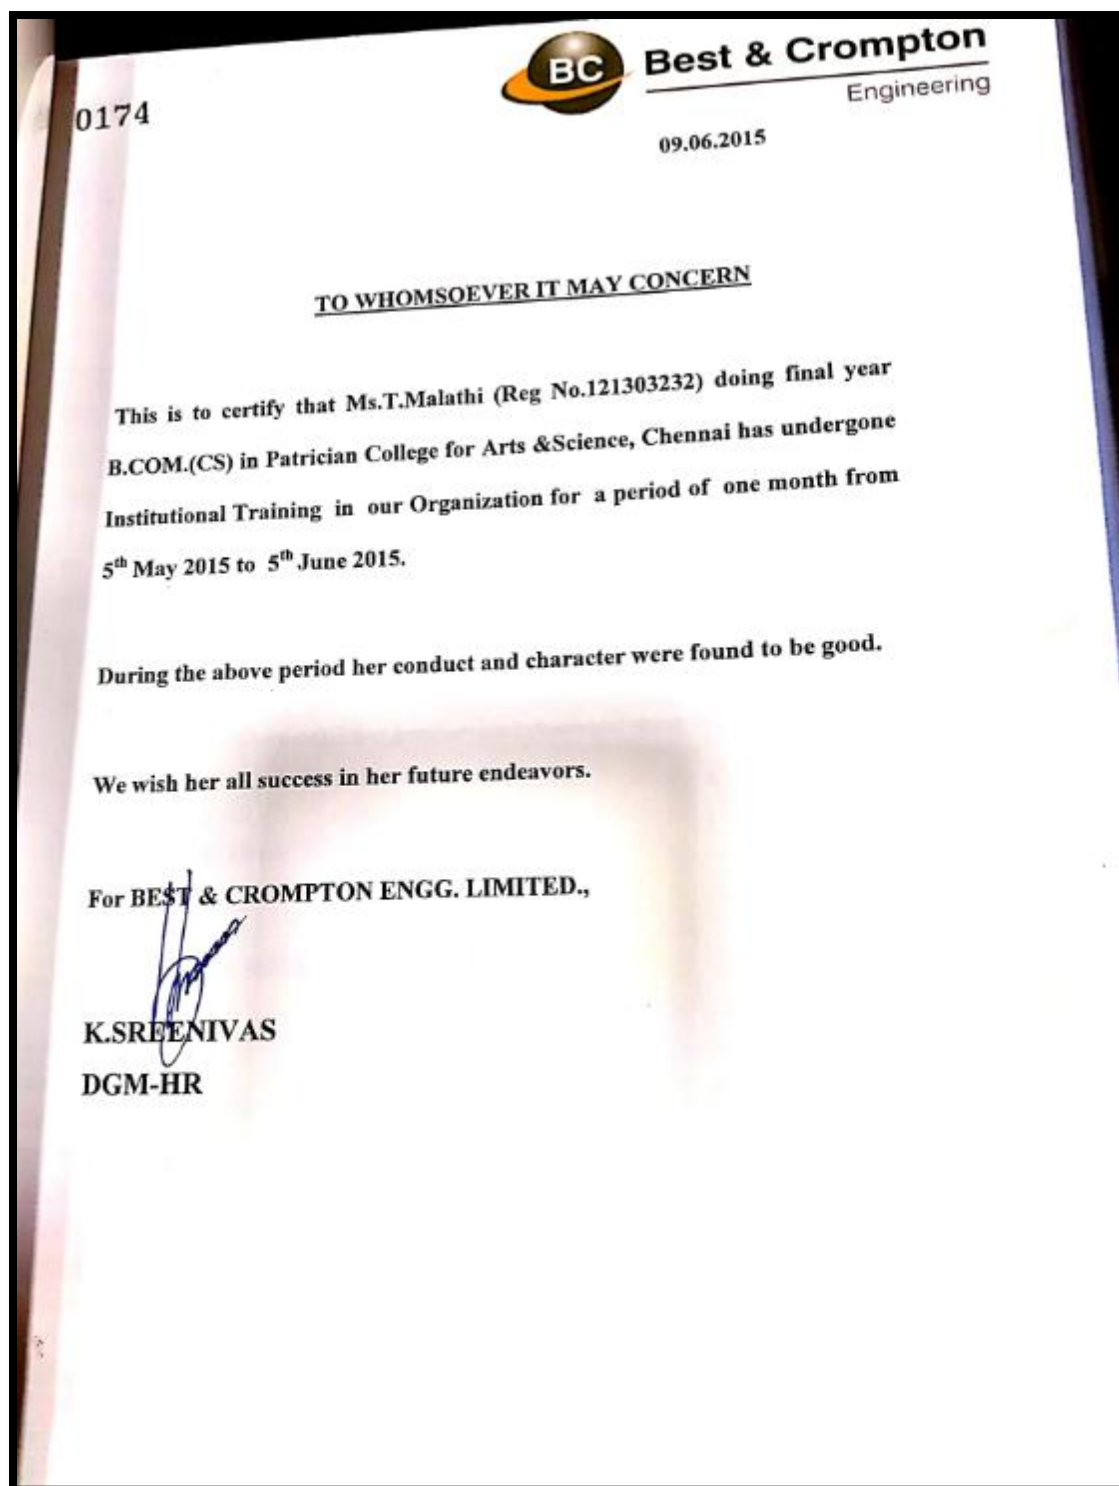 BC Best & Crompton
Engineering
0174
09.06.2015
TO WHOMSOEVER IT MAY CONCERN
This is to certify that Ms.T.Malathi (Reg No.121303232) doing final year
B.COM.(CS) in Patrician College for Arts &Science, Chennai has undergone
Institutional Training in our Organization for a period of one month from
5th May 2015 to 5th June 2015.
During the above period her conduct and character were found to be good.
We wish her all success in her future endeavors.
For BEST & CROMPTON ENGG. LIMITED.,
K.SREENIVAS
DGM-HR